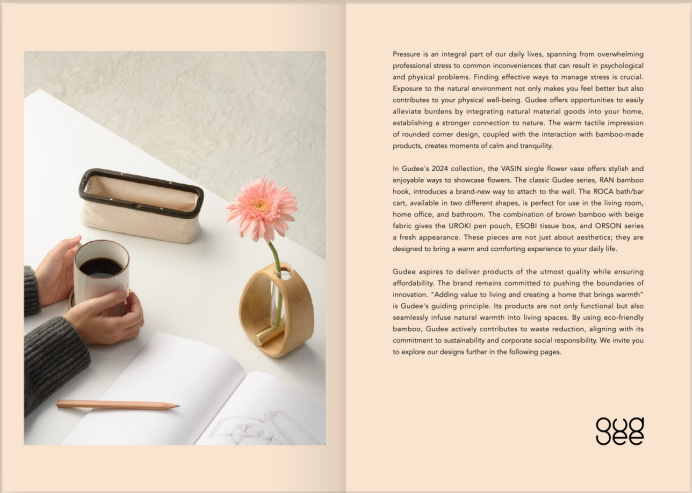 Pressure is an integral part of our daily lives, spanning from overwhelming
professional stress to common inconveniences that can result in psychological
and physical problems. Finding effective ways to manage stress is crucial.
Exposure to the natural environment not only makes you feel better but also
contributes to your physical well-being. Gudee offers opportunities to easily
alleviate burdens by integrating natural material goods into your home,
establishing a stronger connection to nature. The warm tactile impression
of rounded corner design, coupled with the interaction with bamboo-made
products, creates moments of calm and tranquility.
In Gudee's 2024 collection, the VASIN single flower vase offers stylish and
enjoyable ways to showcase flowers. The classic Gudee series, RAN bamboo
hook, introduces a brand-new way to attach to the wall. The ROCA bath/bar
cart, available in two different shapes, is perfect for use in the living room,
home office, and bathroom. The combination of brown bamboo with beige
fabric gives the UROKI pen pouch, ESOBI tissue box, and ORSON series
a fresh appearance. These pieces are not just about aesthetics; they are
designed to bring a warm and comforting experience to your daily life.
Gudee aspires to deliver products of the utmost quality while ensuring
affordability. The brand remains committed to pushing the boundaries of
innovation. "Adding value to living and creating a home that brings warmth"
is Gudee's guiding principle. Its products are not only functional but also
seamlessly infuse natural warmth into living spaces. By using eco-friendly
bamboo, Gudee actively contributes to waste reduction, aligning with its
commitment to sustainability and corporate social responsibility. We invite you
to explore our designs further in the following pages.
gud
ee